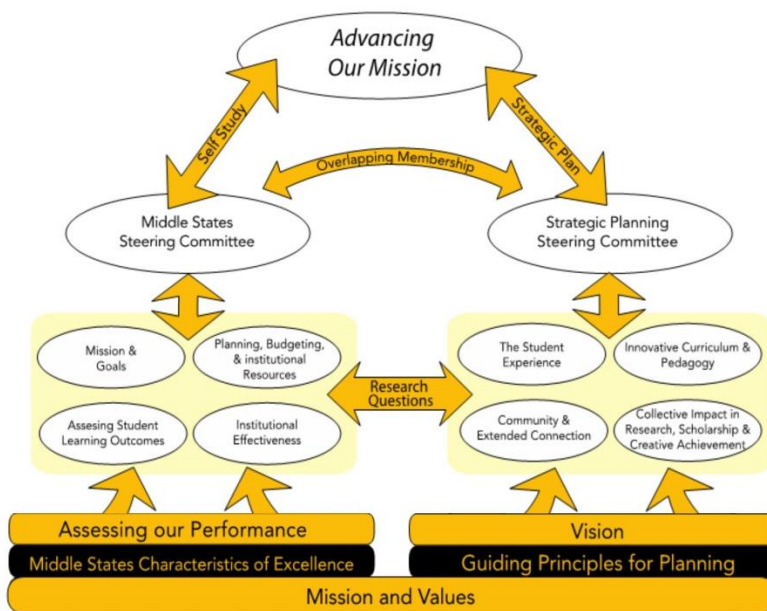 Advancing
Our Mission
Self Study
Strategic Plan
Overlapping Membership
Middle States
Steering Committee
Strategic Planning
Steering Committee
Mission &
Goals
Planning, Budgeting,
& institutional
Resources
Assesing Student
Learning Outcomes
Institutional
Effectiveness
Research
Questions
The Student
Experience
Innovative Curriculum &
Pedagogy
Community &
Extended Connection
Collective Impact in
Research, Scholarship &
Creative Achievement
Assessing our Performance
Vision
Middle States Characteristics of Excellence
Guiding Principles for Planning
Mission and Values